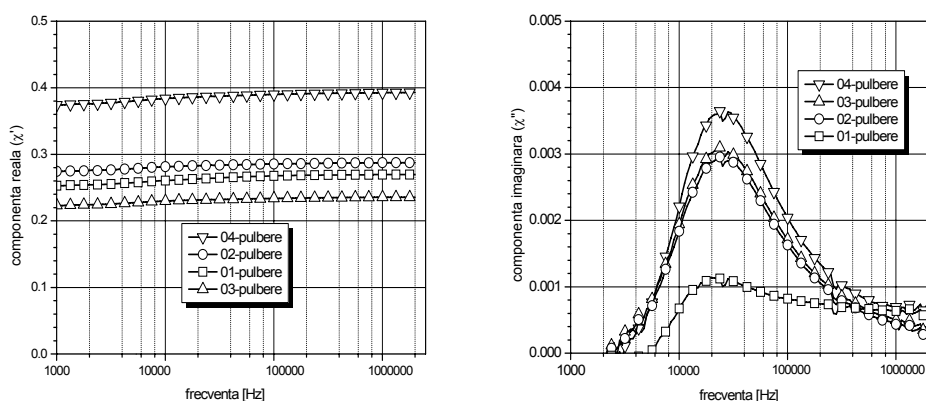 0.5
0.4
0.3
0.2
0.1
0.0
componenta reala (χ')
04-pulbere
02-pulbere
01-pulbere
03-pulbere
1000 10000 100000 1000000
frecventa [Hz]
0.005
0.004
0.003
0.002
0.001
0.000
componenta imaginara (χ")
04-pulbere
03-pulbere
02-pulbere
01-pulbere
1000 10000 100000 1000000
frecventa [Hz]